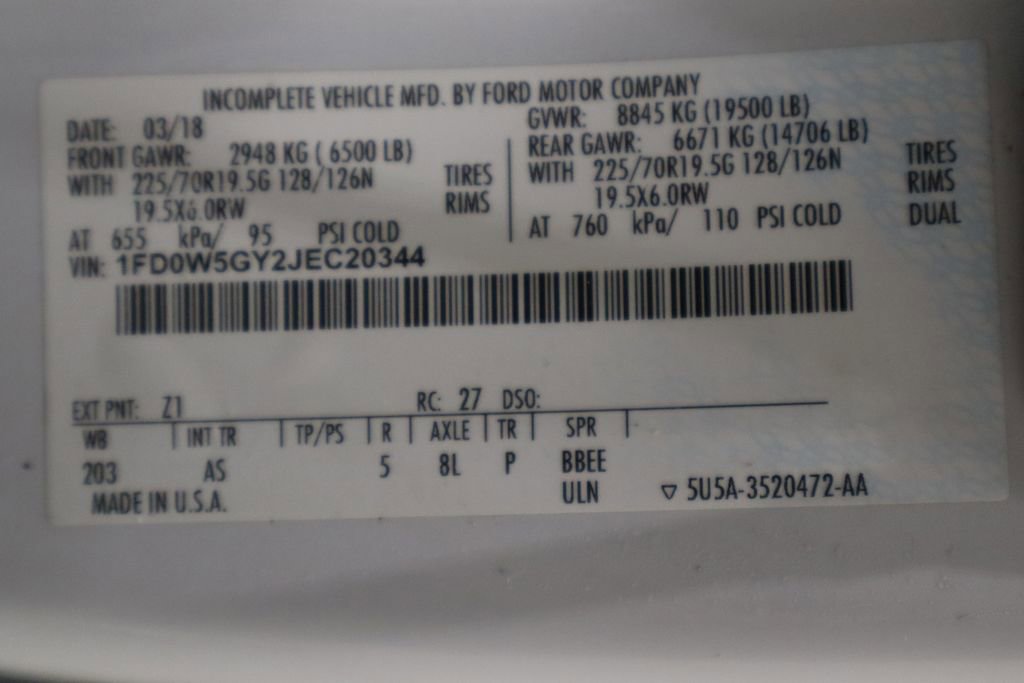 INCOMPLETE VEHICLE MFD. BY FORD MOTOR COMPANY
DATE: 03/18 GVWR: 8845 KG (19500 LB)
FRONT GAWR: 2948 KG ( 6500 LB) REAR GAWR: 6671 KG (14706 LB)
WITH 225/70R19.5G 128/126N TIRES WITH 225/70R19.5G 128/126N TIRES
19.5X6.0RW RIMS 19.5X6.0RW RIMS
AT 655 kPa/ 95 PSI COLD AT 760 kPa/ 110 PSI COLD DUAL
VIN: 1FD0W5GY2JEC20344
EXT PNT: Z1 RC: 27 DSO:
WB INT TR TP/PS R AXLE TR SPR
203 AS 5 8L P BBEE
MADE IN U.S.A. ULN ▽ 5U5A-3520472-AA